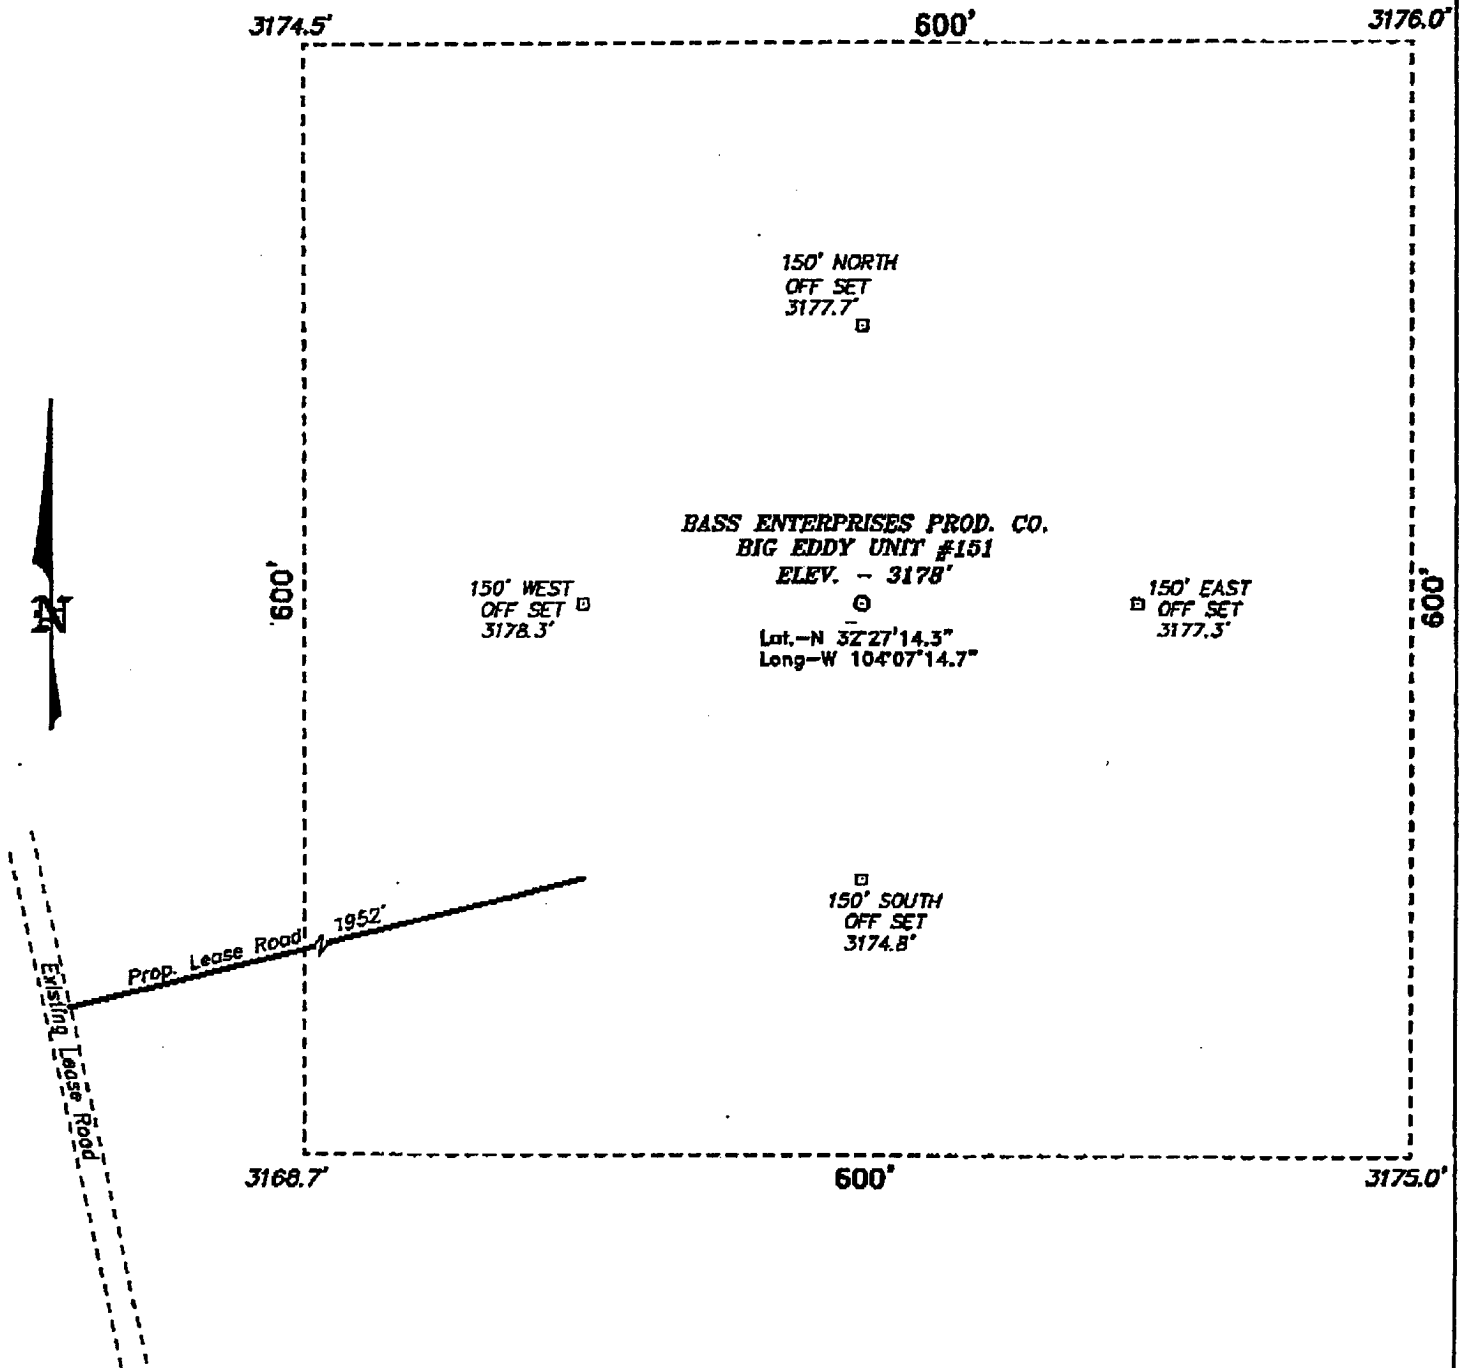 3174.5'
600'
3176.0'
150' NORTH
OFF SET
3177.7'
BASS ENTERPRISES PROD. CO.
BIG EDDY UNIT #151
ELEV. - 3178'
600'
150' WEST
OFF SET
3178.3'
150' EAST
OFF SET
3177.3'
600'
N
Lat.-N 32°27'14.3"
Long-W 104°07'14.7"
150' SOUTH
OFF SET
3174.8'
Prop. Lease Road
1952'
Existing Lease Road
3168.7'
600'
3175.0'